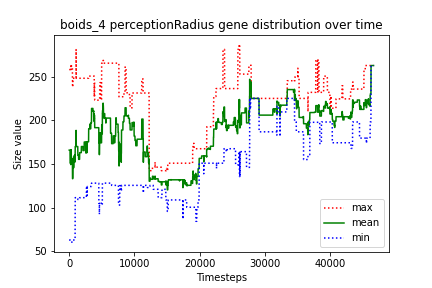 boids_4 perceptionRadius gene distribution over time
Size value
250
200
150
100
50
0
10000
20000
30000
40000
Timesteps
max
mean
min